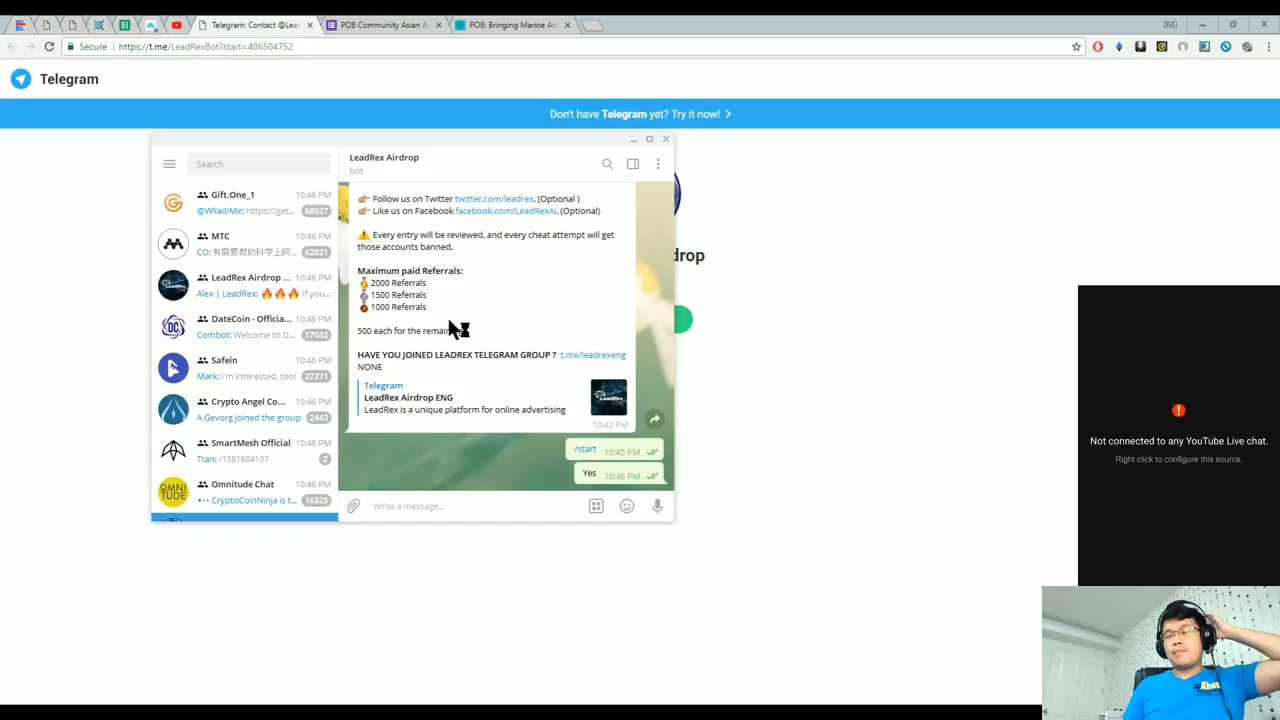 Telegram: Contact @Lea
PO8 Community Asian A
PO8: Bringing Marine Ar
Secure
https://t.me/LeadRexBot?start=486504752
Telegram
Don't have Telegram yet? Try it now!
Search
Gift.One_1 10:46 PM
@WlladiMir: https://get... 68027
MTC 10:46 PM
CO: 有需要帮助科学上网... 62021
LeadRex Airdrop ... 10:46 PM
Alex | LeadRex: 🔥🔥🔥 If you...
DateCoin - Officia... 10:46 PM
Combot: Welcome to D... 17042
Safein 10:46 PM
Mark: i'm interested, too! 27271
Crypto Angel Co... 10:46 PM
A Gevorg joined the group 2443
SmartMesh Official 10:46 PM
Tran: /1581604107 2
Omnitude Chat 10:46 PM
CryptoCoinNinja is t... 16525
LeadRex Airdrop
bot
👉 Follow us on Twitter twitter.com/leadrex. (Optional )
👉 Like us on Facebook facebook.com/LeadRexAi. (Optional)
⚠️ Every entry will be reviewed, and every cheat attempt will get
those accounts banned.
Maximum paid Referrals:
🥇 2000 Referrals
🥈 1500 Referrals
🥉 1000 Referrals
500 each for the remain
HAVE YOU JOINED LEADREX TELEGRAM GROUP ? t.me/leadrexeng
NONE
Telegram
LeadRex Airdrop ENG
LeadRex is a unique platform for online advertising
10:42 PM
/start 10:45 PM
Yes 10:46 PM
Write a message...
drop
Not connected to any YouTube Live chat.
Right click to configure this source.